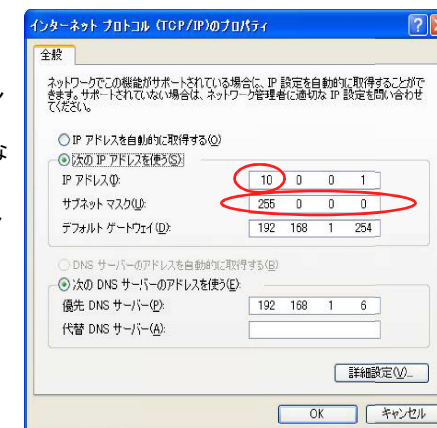 インターネット プロトコル (TCP/IP)のプロパティ
全般
ネットワークでこの機能がサポートされている場合は、IP 設定を自動的に取得することがで
きます。サポートされていない場合は、ネットワーク管理者に適切な IP 設定を問い合わせ
てください。
IP アドレスを自動的に取得する(O)
次の IP アドレスを使う(S):
IP アドレス(I): 10 0 0 1
サブネット マスク(U): 255 0 0 0
デフォルト ゲートウェイ(D): 192 168 1 254
DNS サーバーのアドレスを自動的に取得する(B)
次の DNS サーバーのアドレスを使う(E):
優先 DNS サーバー(P): 192 168 1 6
代替 DNS サーバー(A):
詳細設定(V)...
OK キャンセル